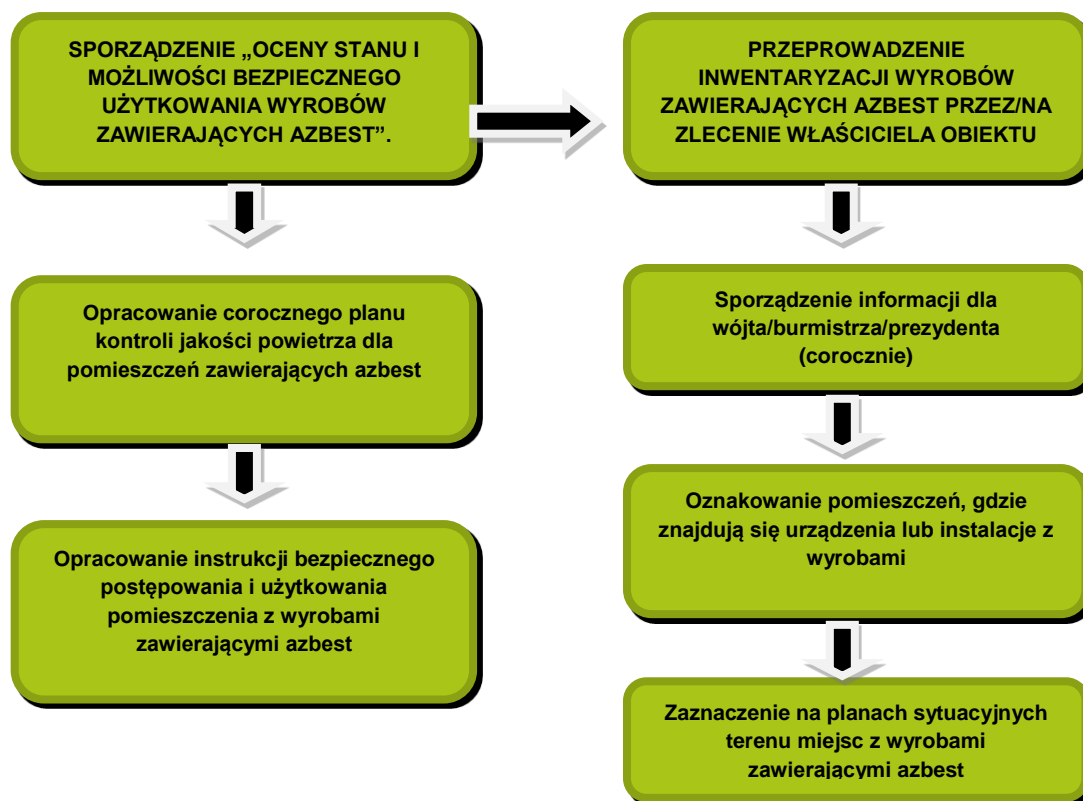 SPORZĄDZENIE „OCENY STANU I
MOŻLIWOŚCI BEZPIECZNEGO
UŻYTKOWANIA WYROBÓW
ZAWIERAJĄCYCH AZBEST”.
Opracowanie corocznego planu
kontroli jakości powietrza dla
pomieszczeń zawierających azbest
Opracowanie instrukcji bezpiecznego
postępowania i użytkowania
pomieszczenia z wyrobami
zawierającymi azbest
PRZEPROWADZENIE
INWENTARYZACJI WYROBÓW
ZAWIERAJĄCYCH AZBEST PRZEZ/NA
ZLECENIE WŁAŚCICIELA OBIEKTU
Sporządzenie informacji dla
wójta/burmistrza/prezydenta
(corocznie)
Oznakowanie pomieszczeń, gdzie
znajdują się urządzenia lub instalacje z
wyrobami
Zaznaczenie na planach sytuacyjnych
terenu miejsc z wyrobami
zawierającymi azbest